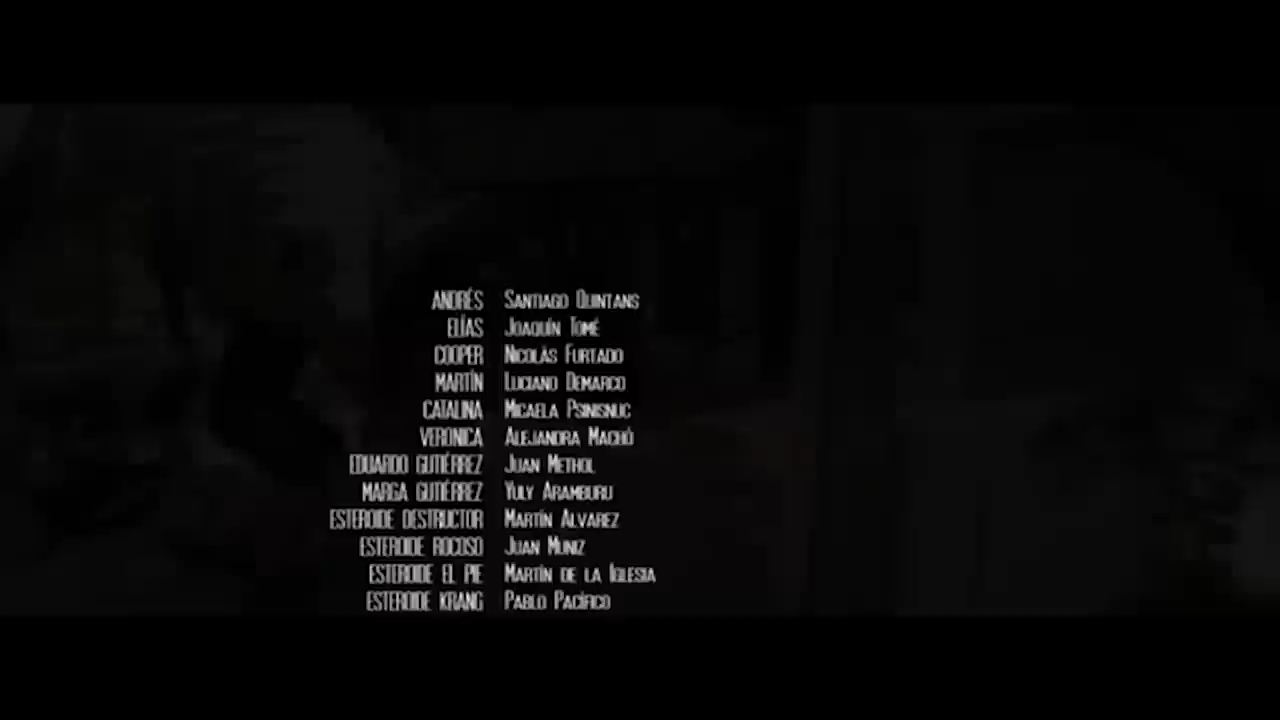 ANDRÉS Santiago Quintans
ELÍAS Joaquín Tomé
COOPER Nicolás Furtado
MARTÍN Luciano Demarco
CATALINA Micaela Psinisnuc
VERONICA Alejandra Machó
EDUARDO GUTIÉRREZ Juan Methol
MARGA GUTIÉRREZ Yuly Aramburu
ESTEROIDE DESTRUCTOR Martín Alvarez
ESTEROIDE ROCOSO Juan Muniz
ESTEROIDE EL PIE Martín de la Iglesia
ESTEROIDE KRANG Pablo Pacífico